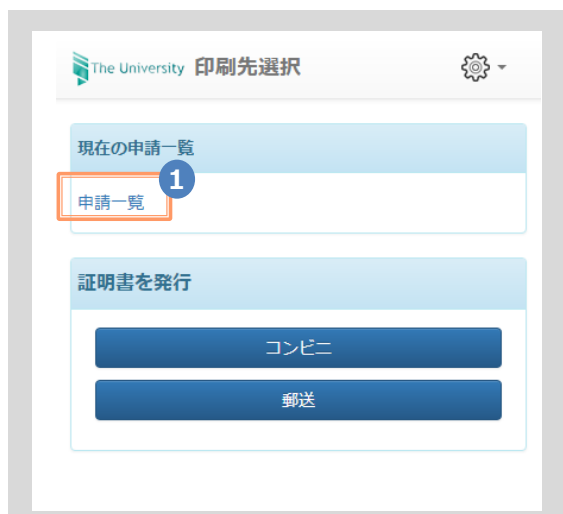 The University 印刷先選択
現在の申請一覧
1
申請一覧
証明書を発行
コンビニ
郵送